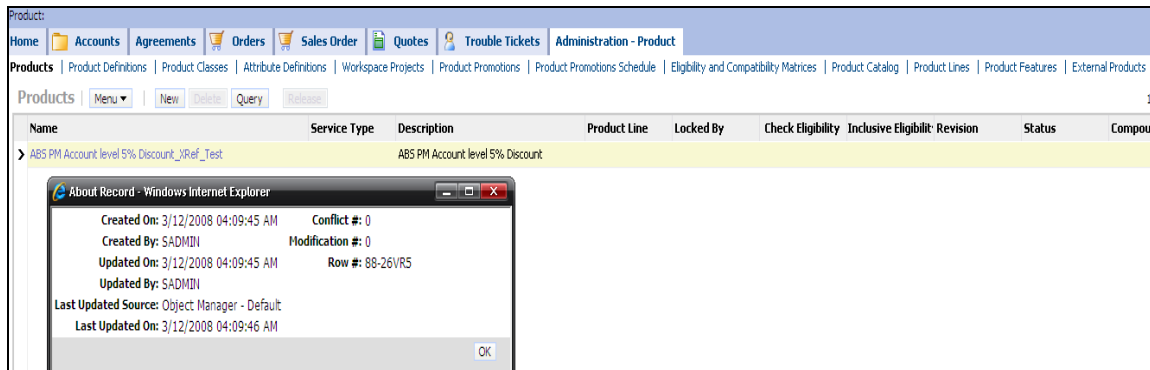 Product:
Home Accounts Agreements Orders Sales Order Quotes Trouble Tickets Administration - Product
Products | Product Definitions | Product Classes | Attribute Definitions | Workspace Projects | Product Promotions | Product Promotions Schedule | Eligibility and Compatibility Matrices | Product Catalog | Product Lines | Product Features | External Products
Products | Menu | New Delete Query Release 1
Name Service Type Description Product Line Locked By Check Eligibility Inclusive Eligibilit Revision Status Compou
ABS PM Account level 5% Discount_XRef_Test ABS PM Account level 5% Discount
About Record - Windows Internet Explorer
Created On: 3/12/2008 04:09:45 AM Conflict #: 0
Created By: SADMIN Modification #: 0
Updated On: 3/12/2008 04:09:45 AM Row #: 88-26VR5
Updated By: SADMIN
Last Updated Source: Object Manager - Default
Last Updated On: 3/12/2008 04:09:46 AM
OK